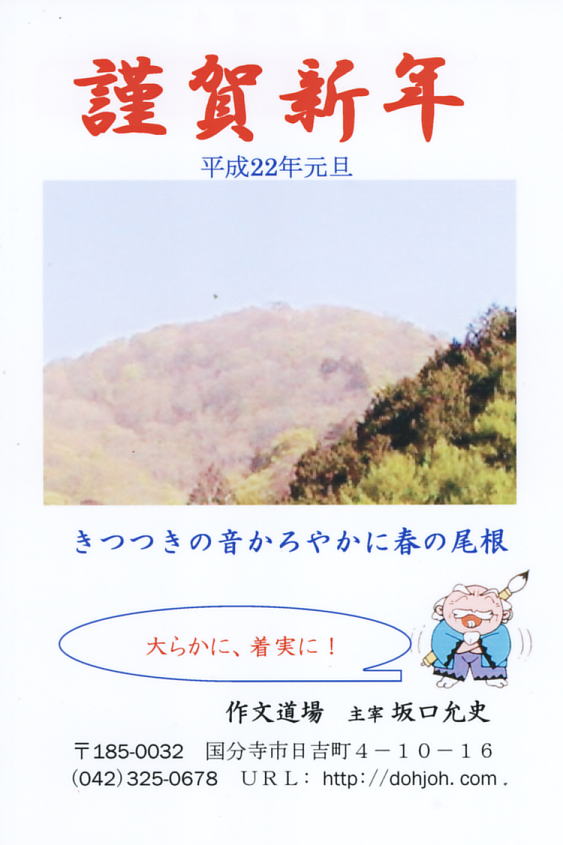 謹賀新年
平成22年元旦
きつつきの音かろやかに春の尾根
大らかに、着実に！
作文道場　主宰 坂口允史
〒185-0032　国分寺市日吉町４－１０－１６
(042)325-0678　ＵＲＬ： http://dohjoh.com .